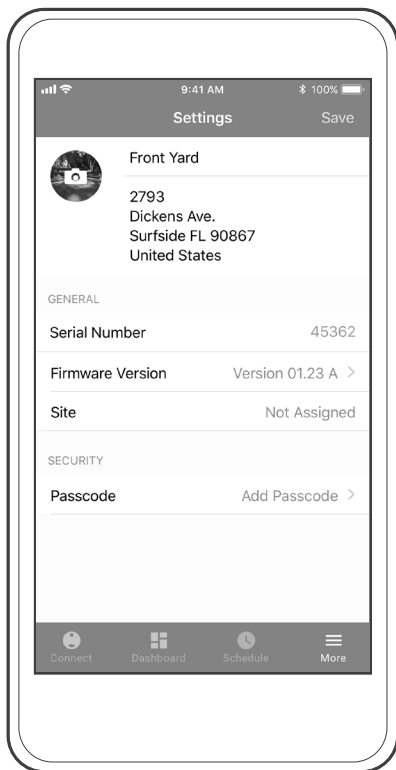 9:41 AM
100%
Settings
Save
Front Yard
2793
Dickens Ave.
Surfside FL 90867
United States
GENERAL
Serial Number 45362
Firmware Version Version 01.23 A >
Site Not Assigned
SECURITY
Passcode Add Passcode >
Connect Dashboard Schedule More